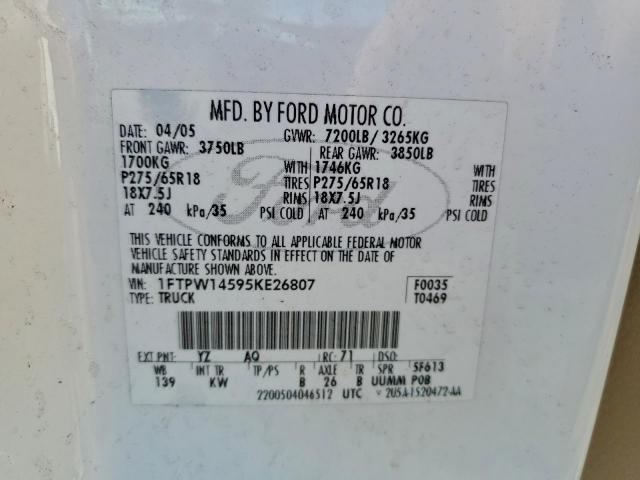 MFD. BY FORD MOTOR CO.
DATE: 04/05 GVWR: 7200LB/3265KG
FRONT GAWR: 3750LB REAR GAWR: 3850LB
1700KG WITH 1746KG WITH
P275/65R18 TIRES P275/65R18 TIRES
18X7.5J RIMS 18X7.5J RIMS
AT 240 kPa/35 PSI COLD AT 240 kPa/35 PSI COLD
Ford
THIS VEHICLE CONFORMS TO ALL APPLICABLE FEDERAL MOTOR
VEHICLE SAFETY STANDARDS IN EFFECT ON THE DATE OF
MANUFACTURE SHOWN ABOVE.
VIN: 1FTPW14595KE26807 F0035
TYPE: TRUCK T0469
EXT PNT: YZ AQ RC: 71 DSO:
WB INT TR TP/PS R AXLE TR SPR 5F613
139 KW B 26 B UUMM POB
2200504046512 UTC